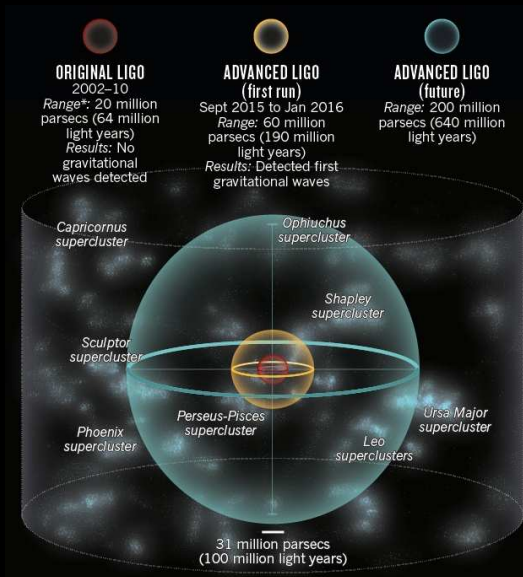 ORIGINAL LIGO
2002–10
Range*: 20 million
parsecs (64 million
light years)
Results: No
gravitational
waves detected
ADVANCED LIGO
(first run)
Sept 2015 to Jan 2016
Range: 60 million
parsecs (190 million
light years)
Results: Detected first
gravitational waves
ADVANCED LIGO
(future)
Range: 200 million
parsecs (640 million
light years)
Capricornus
supercluster
Ophiuchus
supercluster
Shapley
supercluster
Sculptor
supercluster
Perseus-Pisces
supercluster
Ursa Major
supercluster
Phoenix
supercluster
Leo
superclusters
31 million parsecs
(100 million light years)